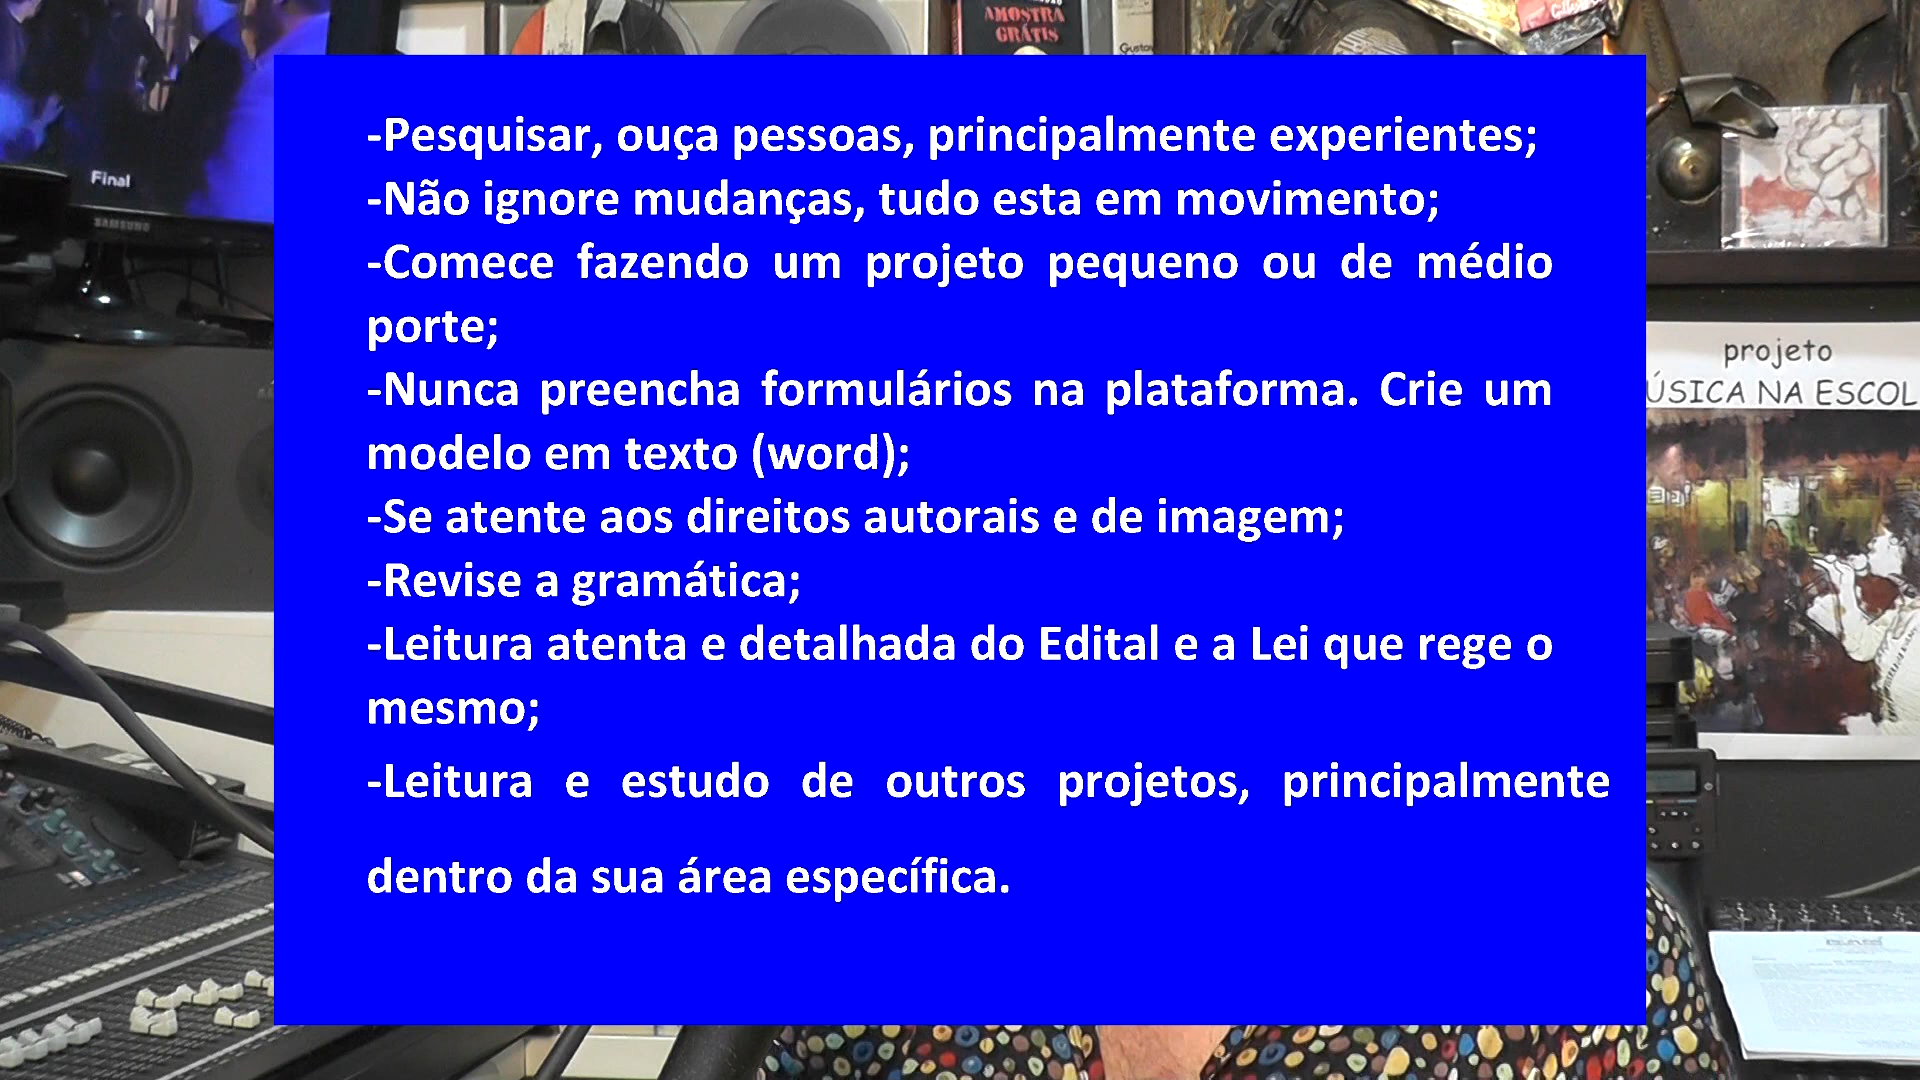 AMOSTRA
GRÁTIS
Gustav
Final
SAMSUNG
-Pesquisar, ouça pessoas, principalmente experientes;
-Não ignore mudanças, tudo esta em movimento;
-Comece fazendo um projeto pequeno ou de médio
porte;
-Nunca preencha formulários na plataforma. Crie um
modelo em texto (word);
-Se atente aos direitos autorais e de imagem;
-Revise a gramática;
-Leitura atenta e detalhada do Edital e a Lei que rege o
mesmo;
-Leitura e estudo de outros projetos, principalmente
dentro da sua área específica.
projeto
ÚSICA NA ESCOL